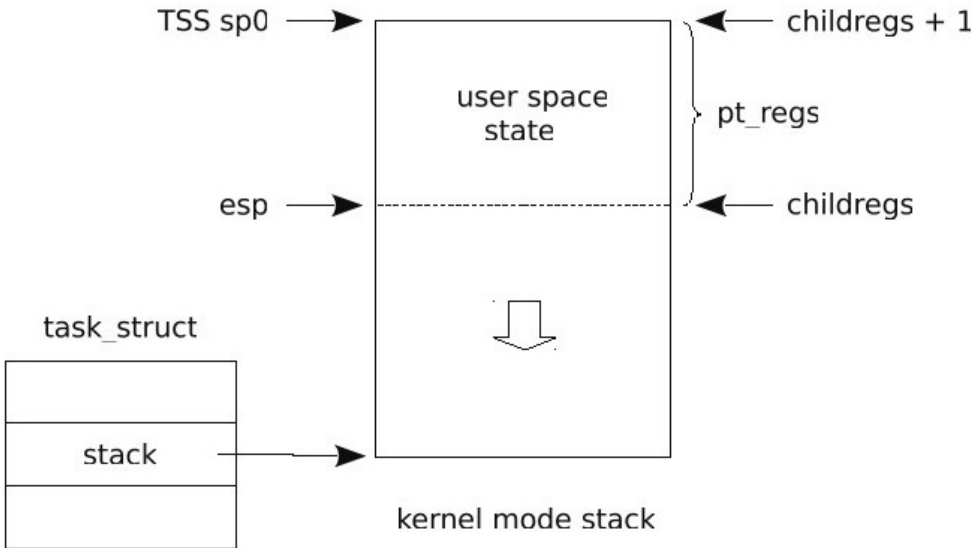 TSS sp0
childregs + 1
user space
state
pt_regs
esp
childregs
task_struct
stack
kernel mode stack